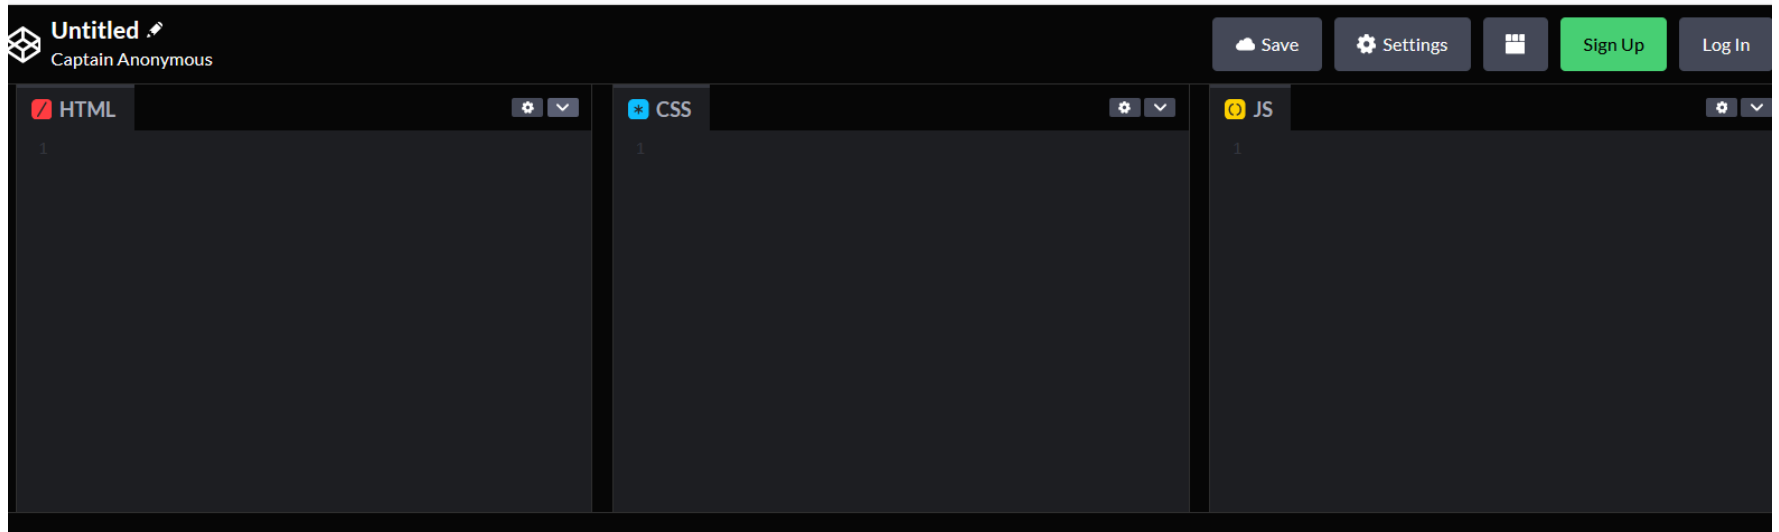 Untitled
Captain Anonymous
Save
Settings
Sign Up
Log In
HTML
CSS
JS
1
1
1